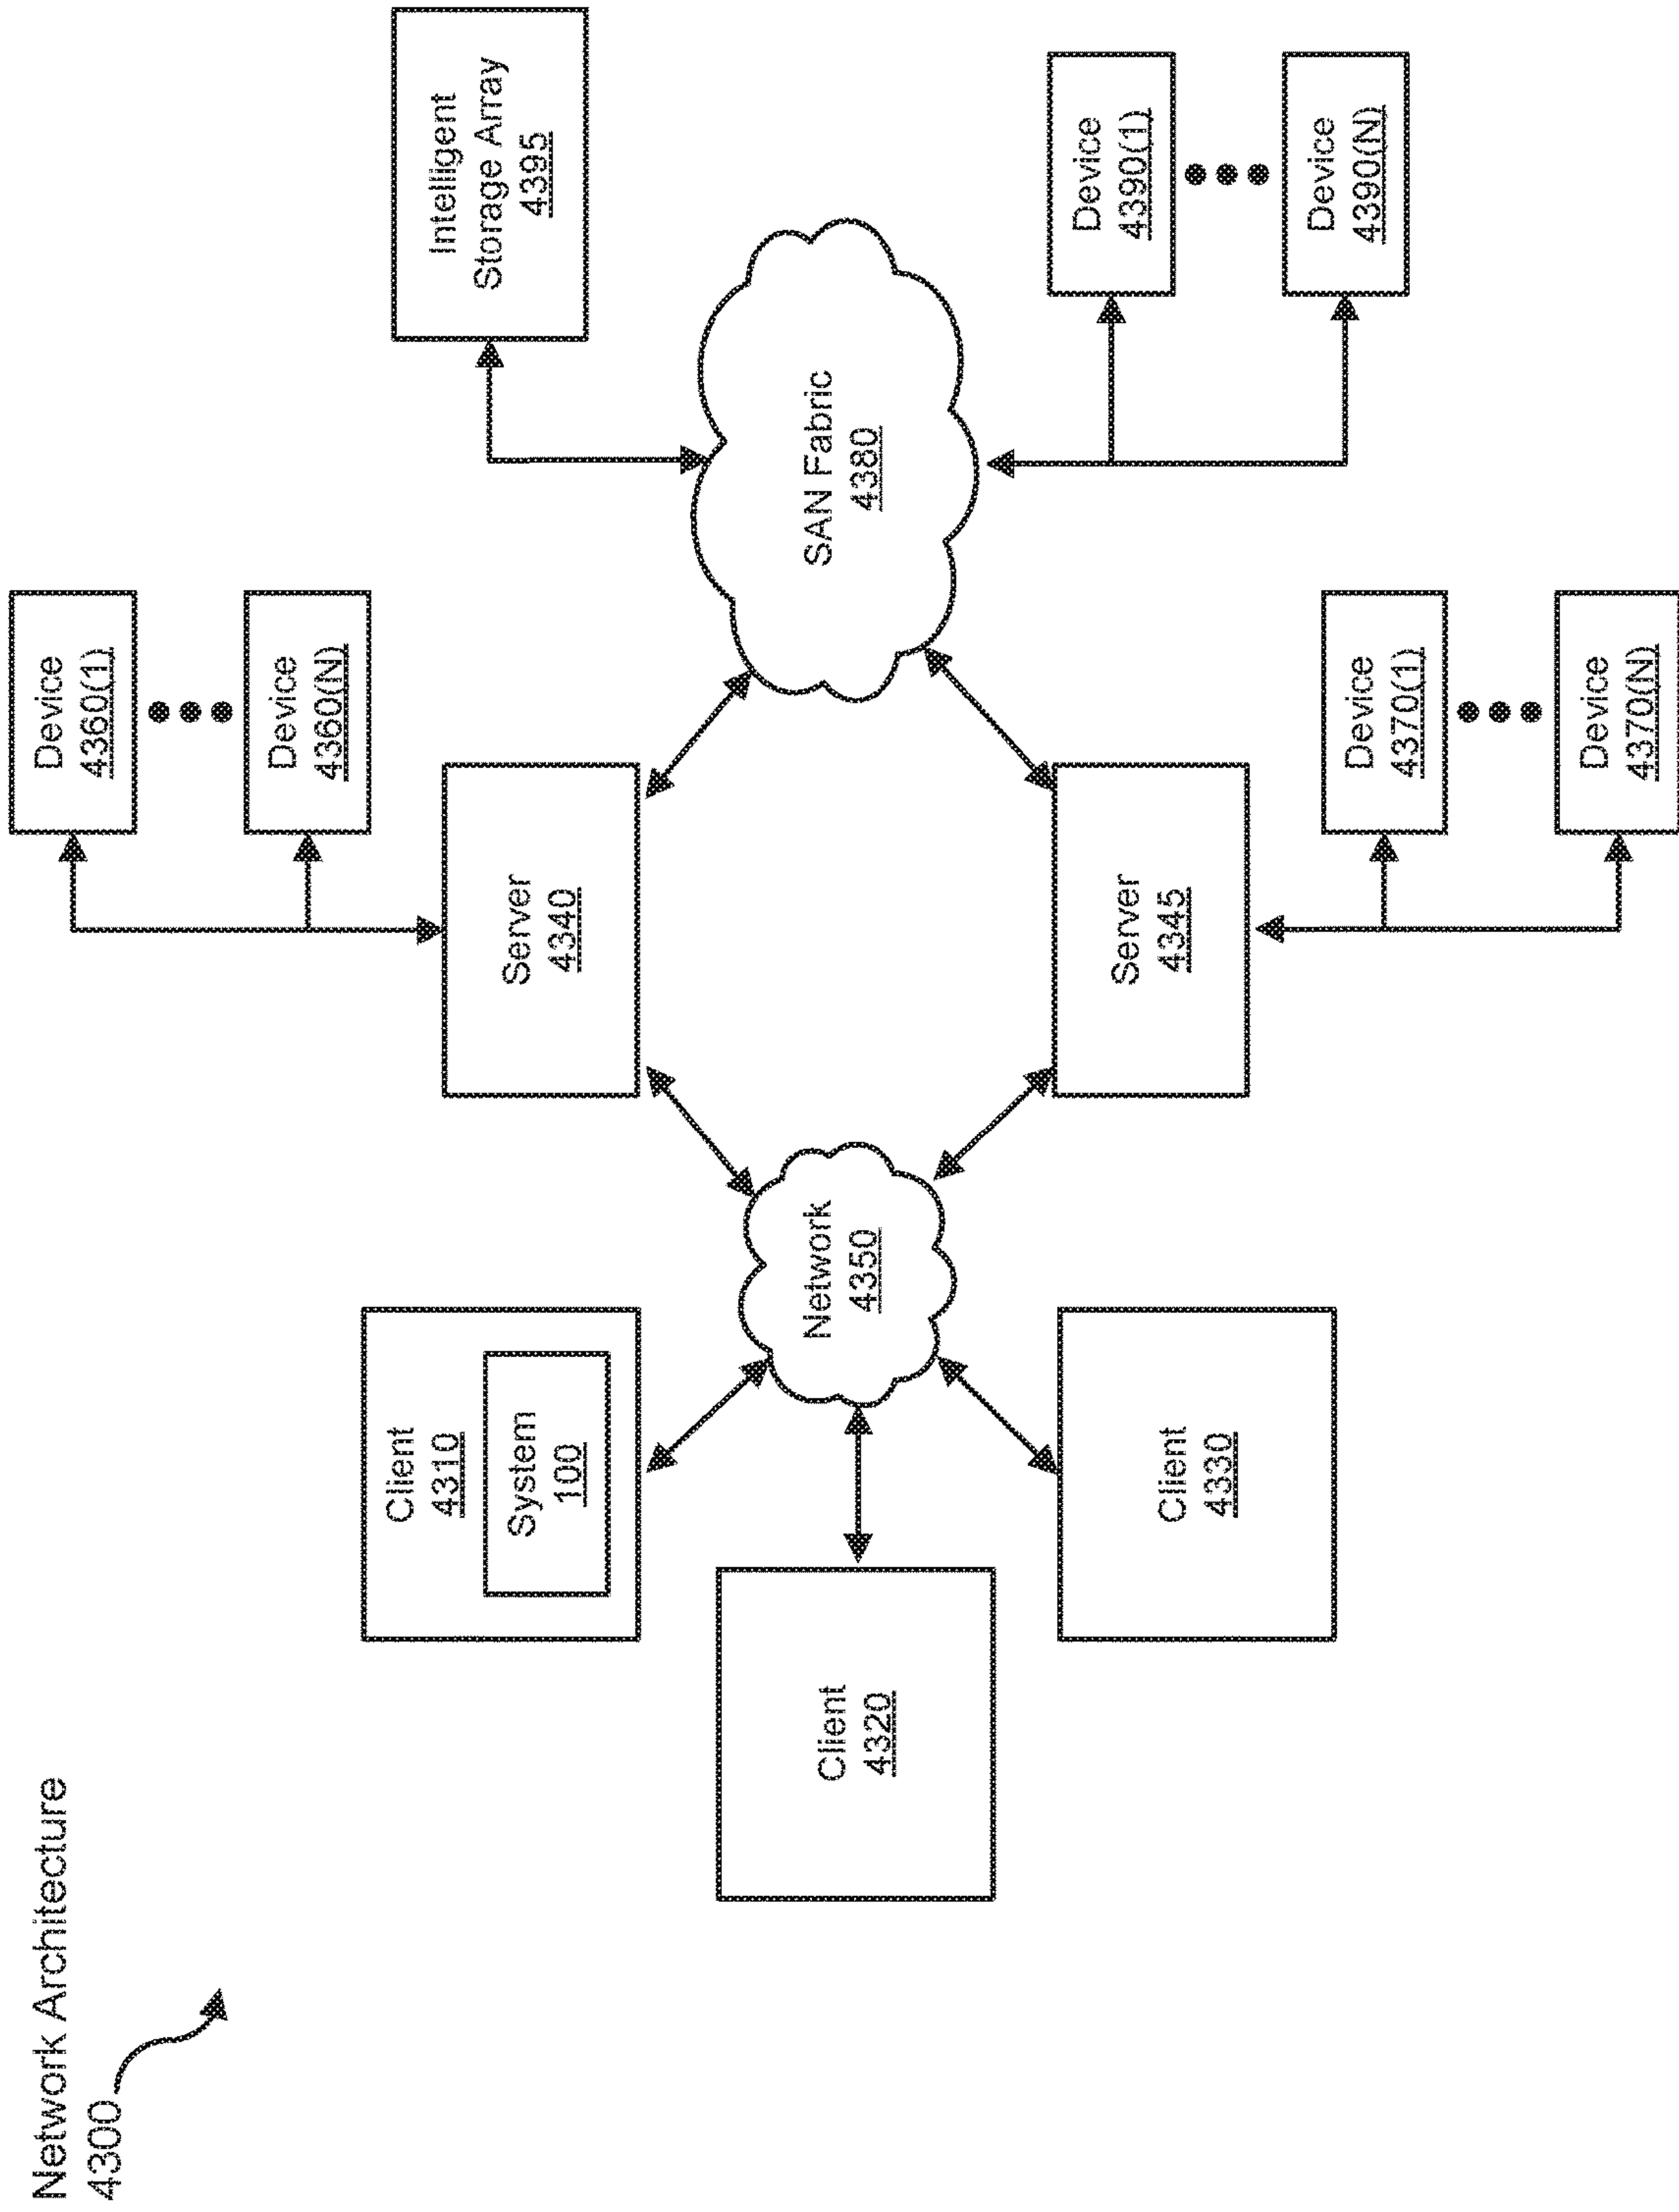 Network Architecture
4300
Client
4310
System
100
Client
4320
Client
4330
Network
4350
Server
4340
Server
4345
Device
4360(1)
Device
4360(N)
Device
4370(1)
Device
4370(N)
SAN Fabric
4380
Intelligent
Storage Array
4395
Device
4390(1)
Device
4390(N)